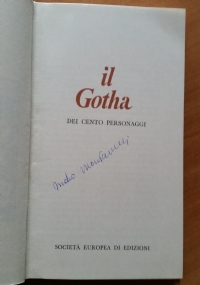 il
Gotha
DEI CENTO PERSONAGGI
Indro Montanelli
SOCIETÀ EUROPEA DI EDIZIONI